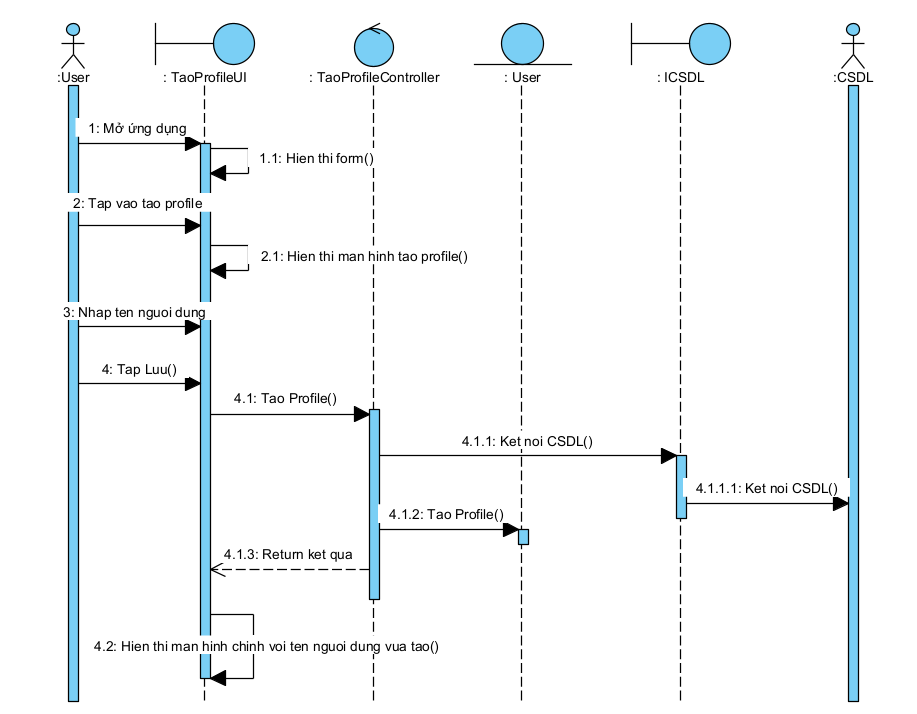 :User
: TaoProfileUI
: TaoProfileController
: User
: ICSDL
:CSDL
1: Mở ứng dụng
1.1: Hien thi form()
2: Tap vao tao profile
2.1: Hien thi man hinh tao profile()
3: Nhap ten nguoi dung
4: Tap Luu()
4.1: Tao Profile()
4.1.1: Ket noi CSDL()
4.1.1.1: Ket noi CSDL()
4.1.2: Tao Profile()
4.1.3: Return ket qua
4.2: Hien thi man hinh chinh voi ten nguoi dung vua tao()